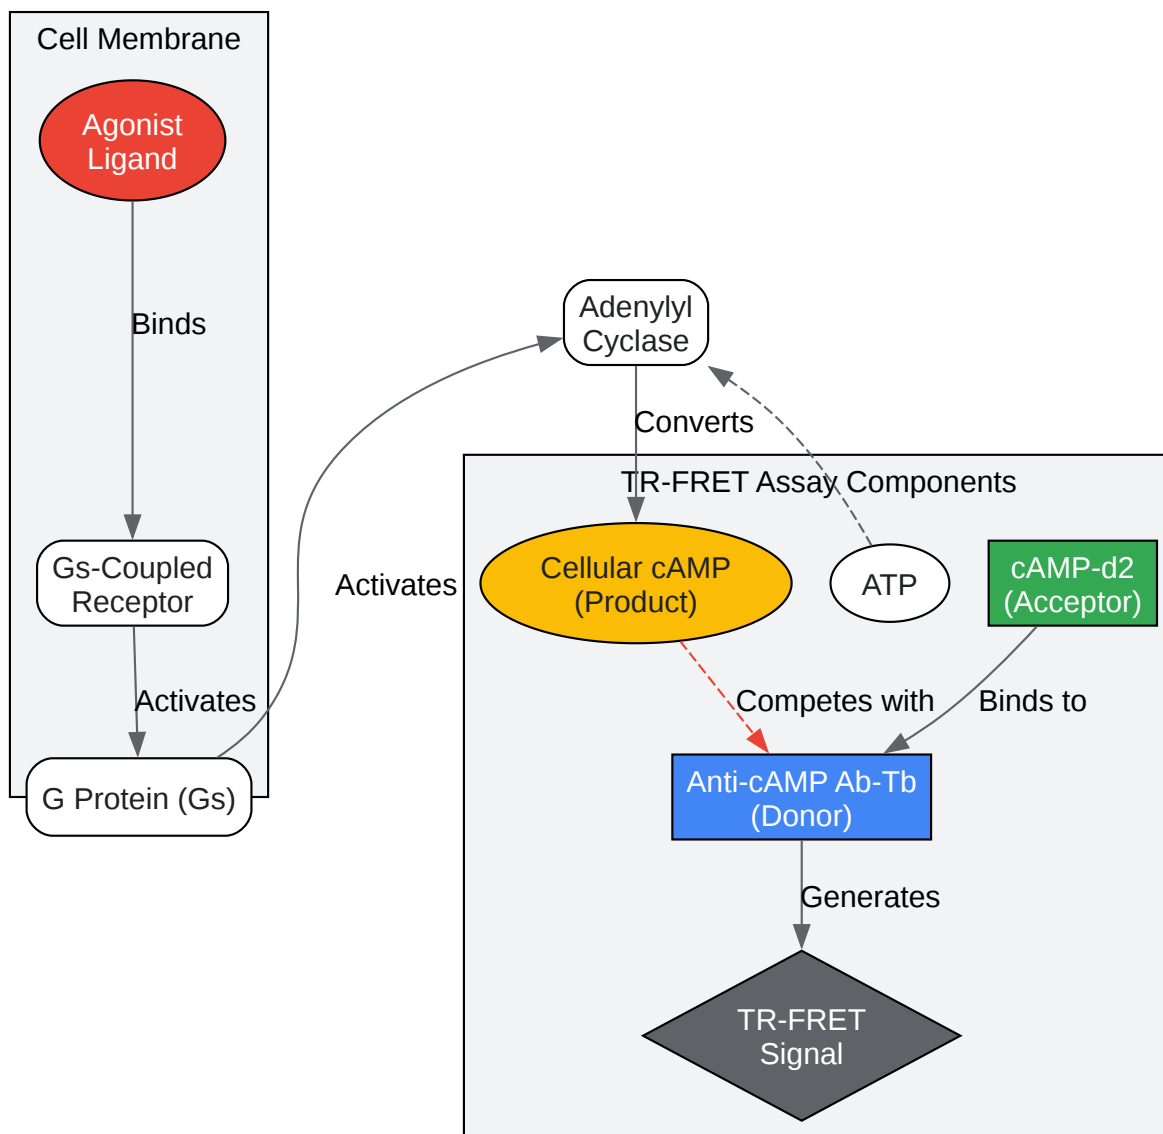 Cell Membrane
Agonist
Ligand
Binds
Gs-Coupled
Receptor
Activates
G Protein (Gs)
Activates
Adenylyl
Cyclase
Converts
TR-FRET Assay Components
Cellular cAMP
(Product)
ATP
cAMP-d2
(Acceptor)
Competes with
Binds to
Anti-cAMP Ab-Tb
(Donor)
Generates
TR-FRET
Signal